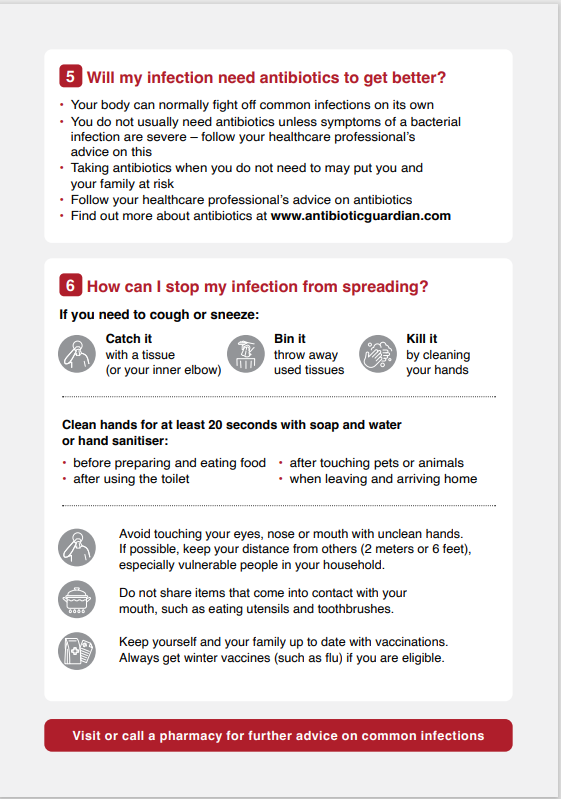 5 Will my infection need antibiotics to get better?
• Your body can normally fight off common infections on its own
• You do not usually need antibiotics unless symptoms of a bacterial
infection are severe – follow your healthcare professional's
advice on this
• Taking antibiotics when you do not need to may put you and
your family at risk
• Follow your healthcare professional's advice on antibiotics
• Find out more about antibiotics at www.antibioticguardian.com
6 How can I stop my infection from spreading?
If you need to cough or sneeze:
Catch it
with a tissue
(or your inner elbow)
Bin it
throw away
used tissues
Kill it
by cleaning
your hands
Clean hands for at least 20 seconds with soap and water
or hand sanitiser:
• before preparing and eating food
• after using the toilet
• after touching pets or animals
• when leaving and arriving home
Avoid touching your eyes, nose or mouth with unclean hands.
If possible, keep your distance from others (2 meters or 6 feet),
especially vulnerable people in your household.
Do not share items that come into contact with your
mouth, such as eating utensils and toothbrushes.
Keep yourself and your family up to date with vaccinations.
Always get winter vaccines (such as flu) if you are eligible.
Visit or call a pharmacy for further advice on common infections